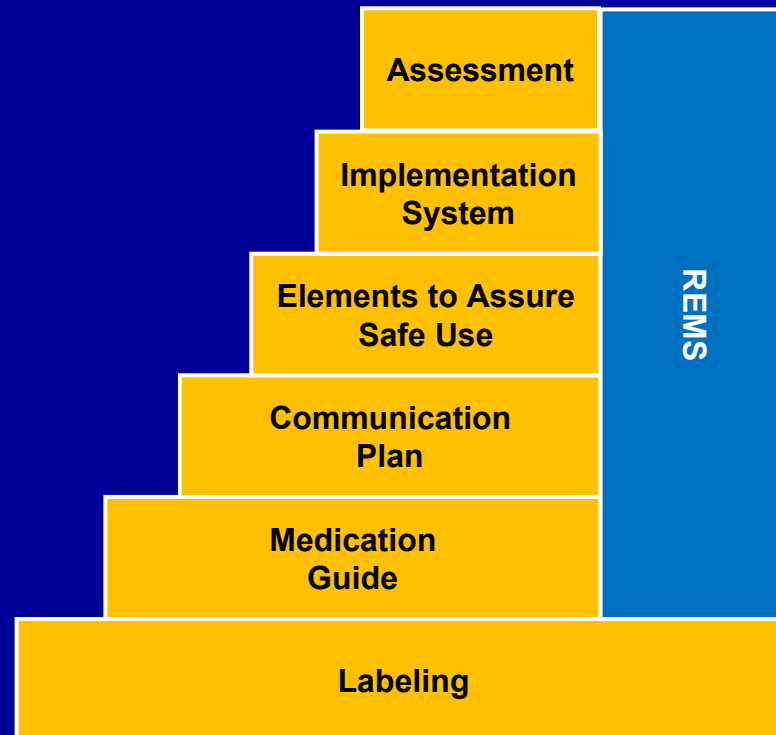 Assessment
Implementation
System
Elements to Assure
Safe Use
REMS
Communication
Plan
Medication
Guide
Labeling